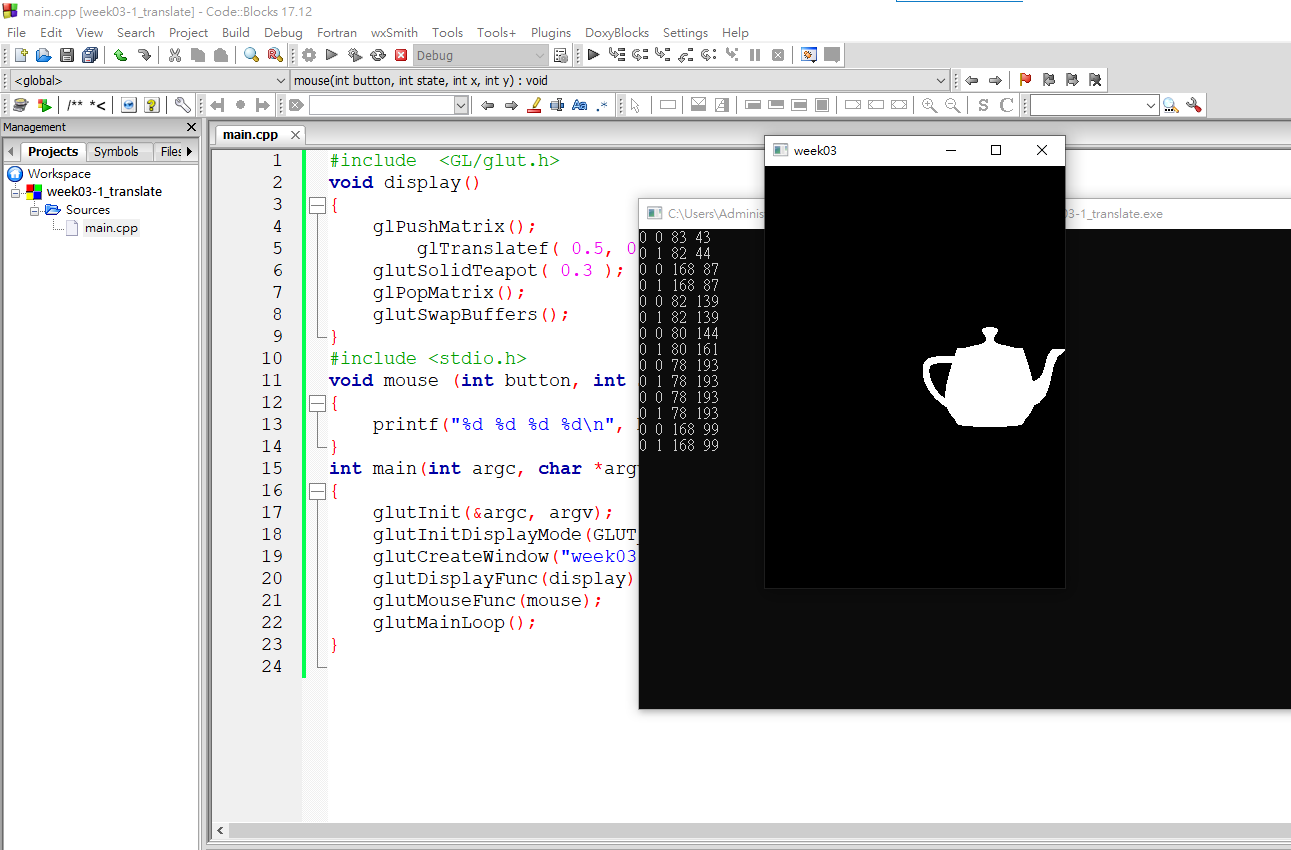 main.cpp [week03-1_translate] - Code::Blocks 17.12
File Edit View Search Project Build Debug Fortran wxSmith Tools Tools+ Plugins DoxyBlocks Settings Help
Debug
<global>
mouse(int button, int state, int x, int y) : void
/** *<
Aa .*
S C
Management
Projects Symbols Files
Workspace
week03-1_translate
Sources
main.cpp
main.cpp
1 #include  <GL/glut.h>
2 void display()
3 {
4     glPushMatrix();
5         glTranslatef( 0.5, 0
6     glutSolidTeapot( 0.3 );
7     glPopMatrix();
8     glutSwapBuffers();
9 }
10 #include <stdio.h>
11 void mouse (int button, int
12 {
13     printf("%d %d %d %d\n",
14 }
15 int main(int argc, char *arg
16 {
17     glutInit(&argc, argv);
18     glutInitDisplayMode(GLUT
19     glutCreateWindow("week03
20     glutDisplayFunc(display)
21     glutMouseFunc(mouse);
22     glutMainLoop();
23 }
24
C:\Users\Adminis
03-1_translate.exe
0 0 83 43
0 1 82 44
0 0 168 87
0 1 168 87
0 0 82 139
0 1 82 139
0 0 80 144
0 1 80 161
0 0 78 193
0 1 78 193
0 0 78 193
0 1 78 193
0 0 168 99
0 1 168 99
week03